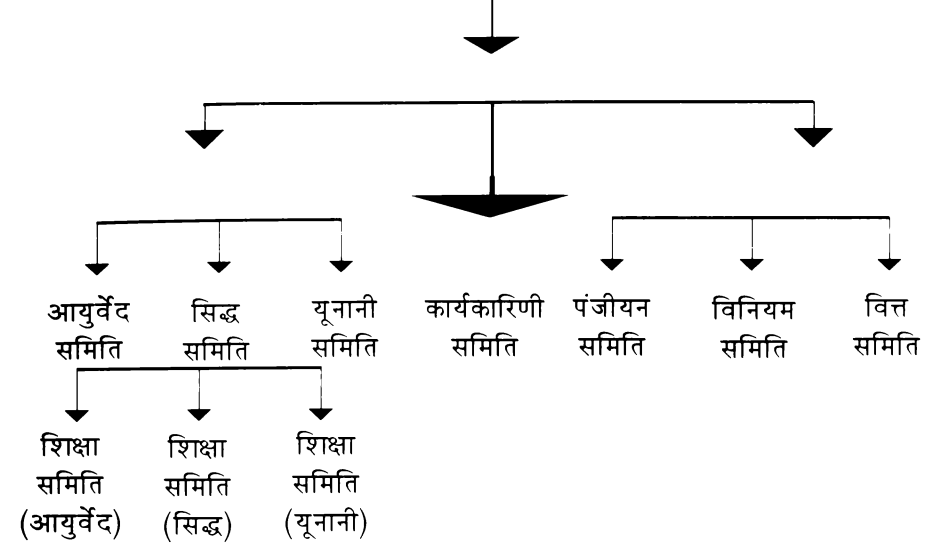 आयुर्वेद
समिति
सिद्ध
समिति
यूनानी
समिति
कार्यकारिणी
समिति
पंजीयन
समिति
विनियम
समिति
वित्त
समिति
शिक्षा
समिति
(आयुर्वेद)
शिक्षा
समिति
(सिद्ध)
शिक्षा
समिति
(यूनानी)